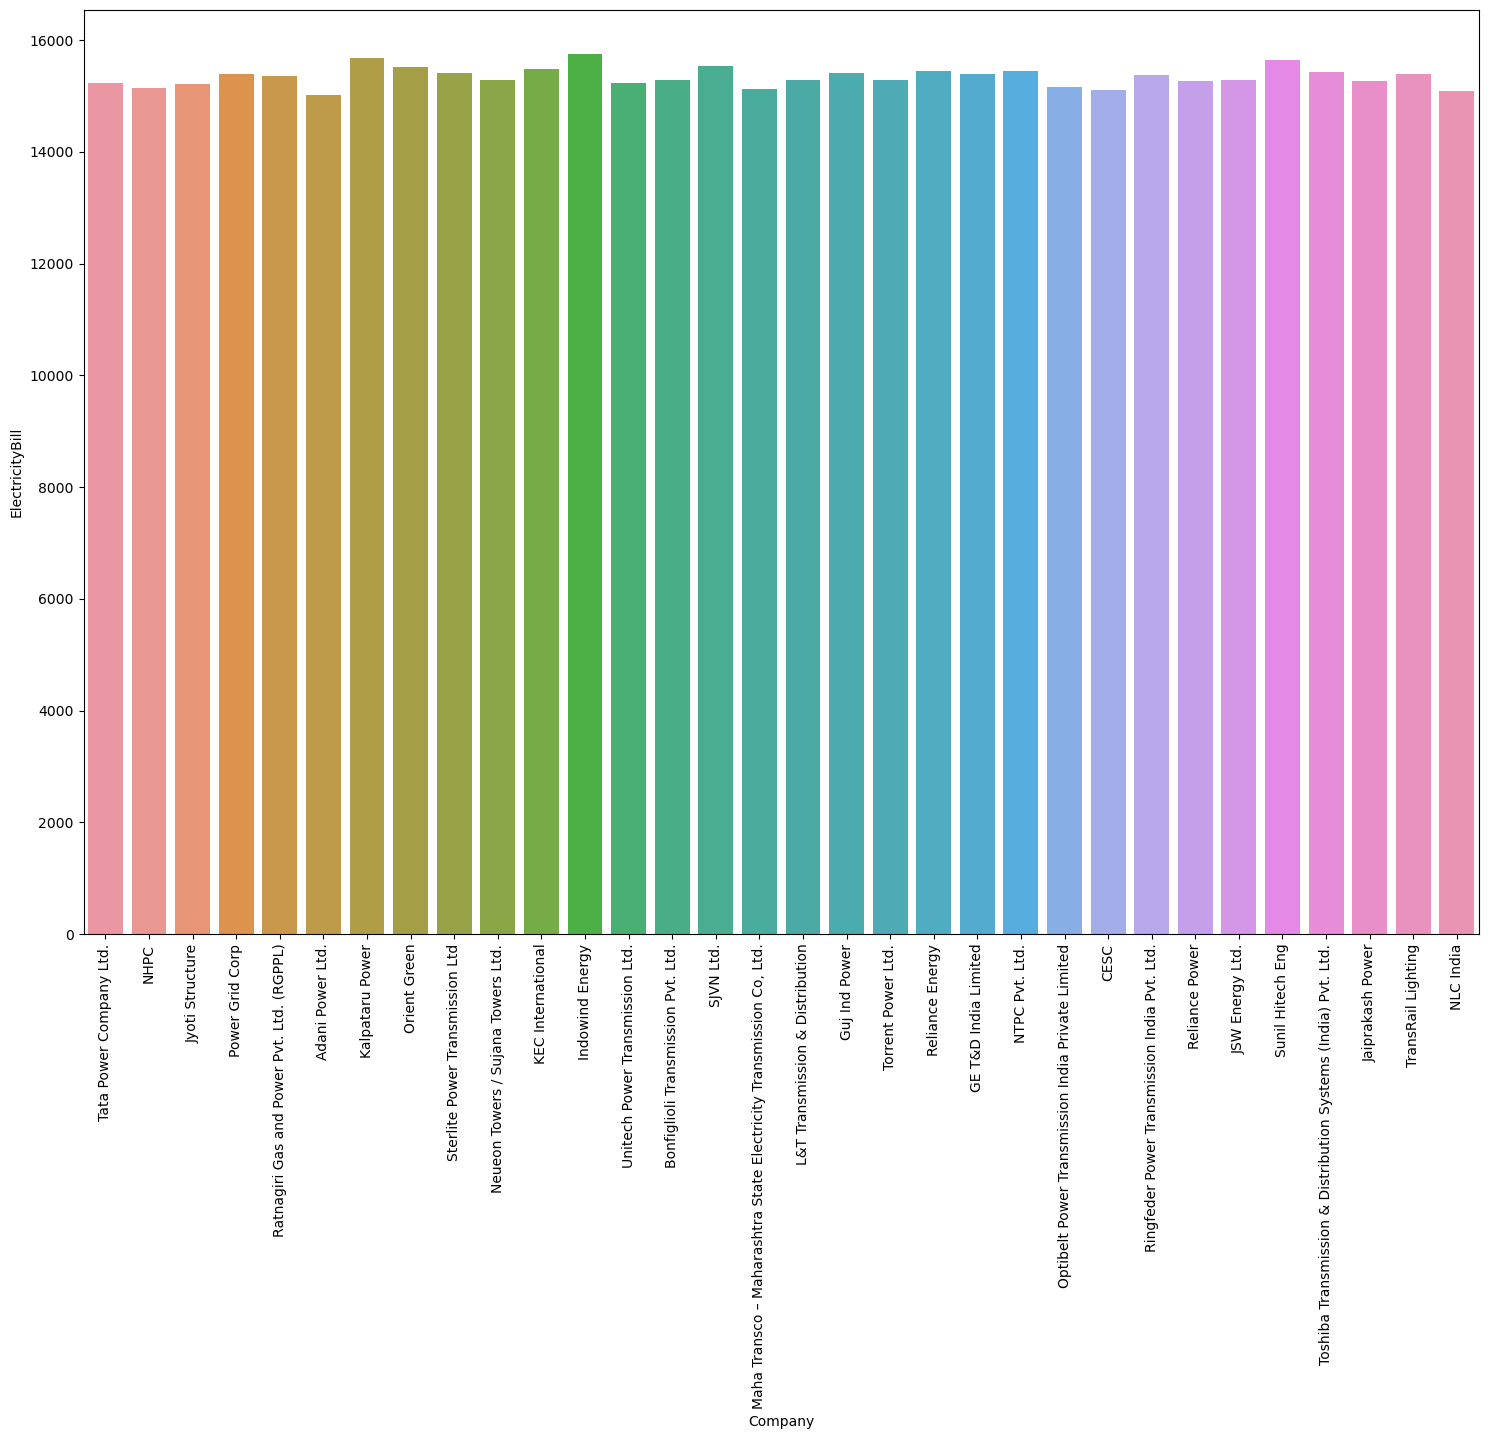 16000
14000
12000
10000
8000
6000
4000
2000
0
ElectricityBill
Tata Power Company Ltd.
NHPC
Jyoti Structure
Power Grid Corp
Ratnagiri Gas and Power Pvt. Ltd. (RGPPL)
Adani Power Ltd.
Kalpataru Power
Orient Green
Sterlite Power Transmission Ltd
Neueon Towers / Sujana Towers Ltd.
KEC International
Indowind Energy
Unitech Power Transmission Ltd.
Bonfiglioli Transmission Pvt. Ltd.
SJVN Ltd.
Maha Transco – Maharashtra State Electricity Transmission Co, Ltd.
L&T Transmission & Distribution
Guj Ind Power
Torrent Power Ltd.
Reliance Energy
GE T&D India Limited
NTPC Pvt. Ltd.
Optibelt Power Transmission India Private Limited
CESC
Ringfeder Power Transmission India Pvt. Ltd.
Reliance Power
JSW Energy Ltd.
Sunil Hitech Eng
Toshiba Transmission & Distribution Systems (India) Pvt. Ltd.
Jaiprakash Power
TransRail Lighting
NLC India
Company